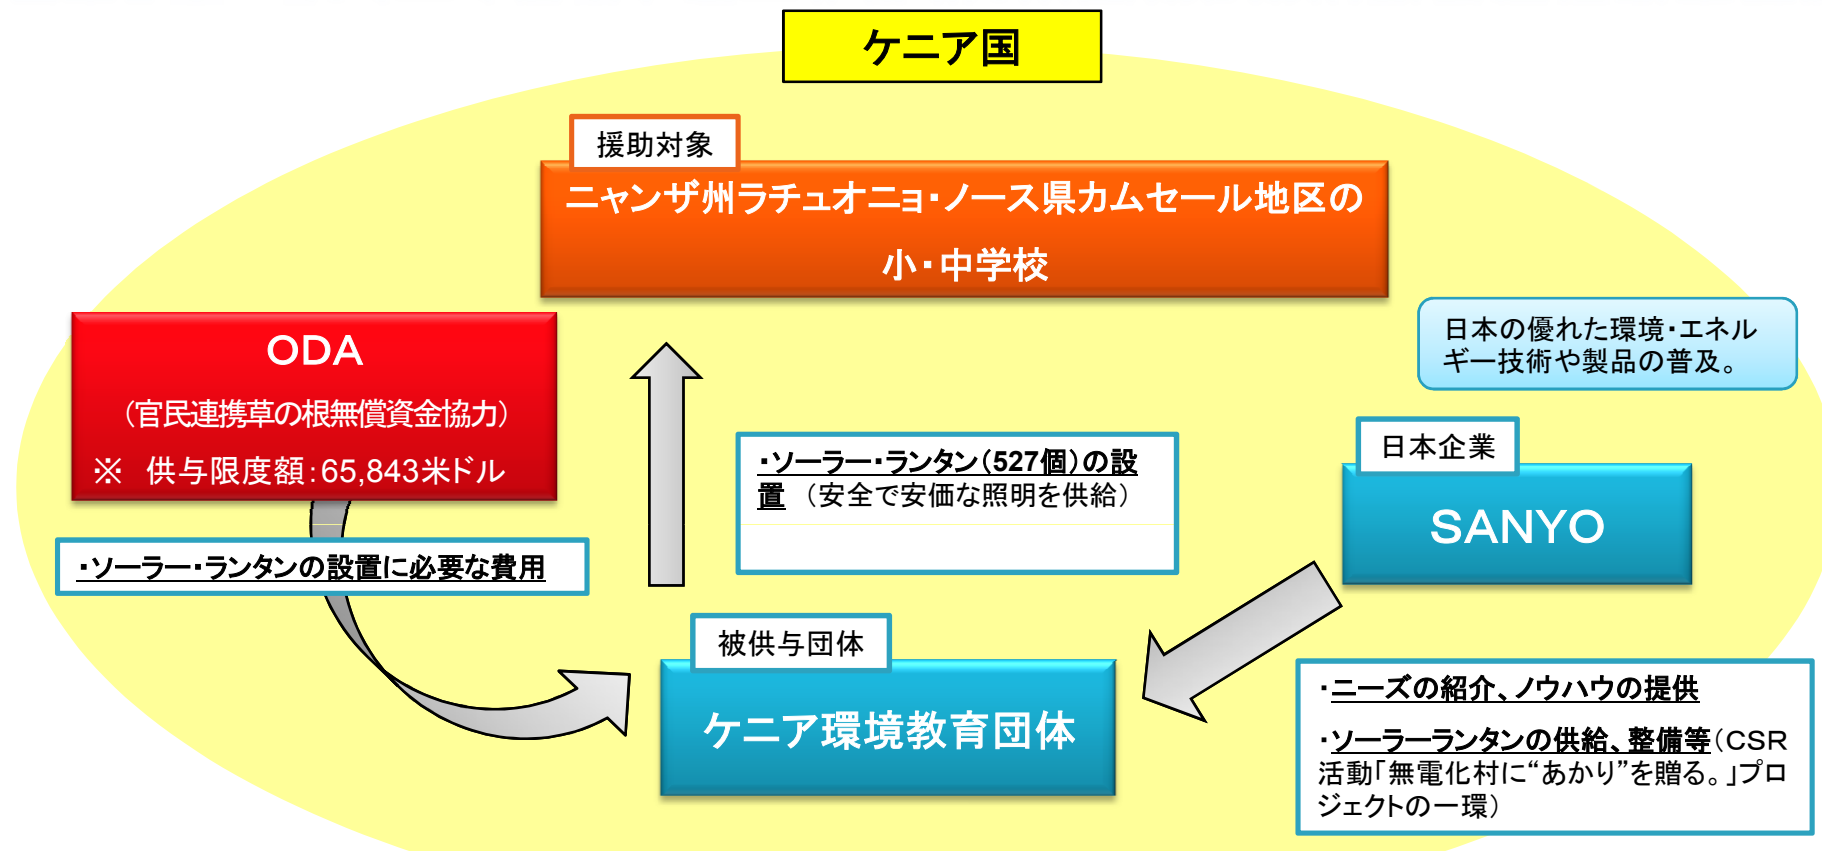 ケニア国
援助対象
ニャンザ州ラチュオニョ・ノース県カムセール地区の
小・中学校
ODA
（官民連携草の根無償資金協力）
※　供与限度額：65,843米ドル
日本の優れた環境・エネル
ギー技術や製品の普及。
・ソーラー・ランタン（527個）の設
置　（安全で安価な照明を供給）
日本企業
SANYO
・ソーラー・ランタンの設置に必要な費用
被供与団体
ケニア環境教育団体
・ニーズの紹介、ノウハウの提供
・ソーラーランタンの供給、整備等（CSR
活動「無電化村に“あかり”を贈る。」プロ
ジェクトの一環）